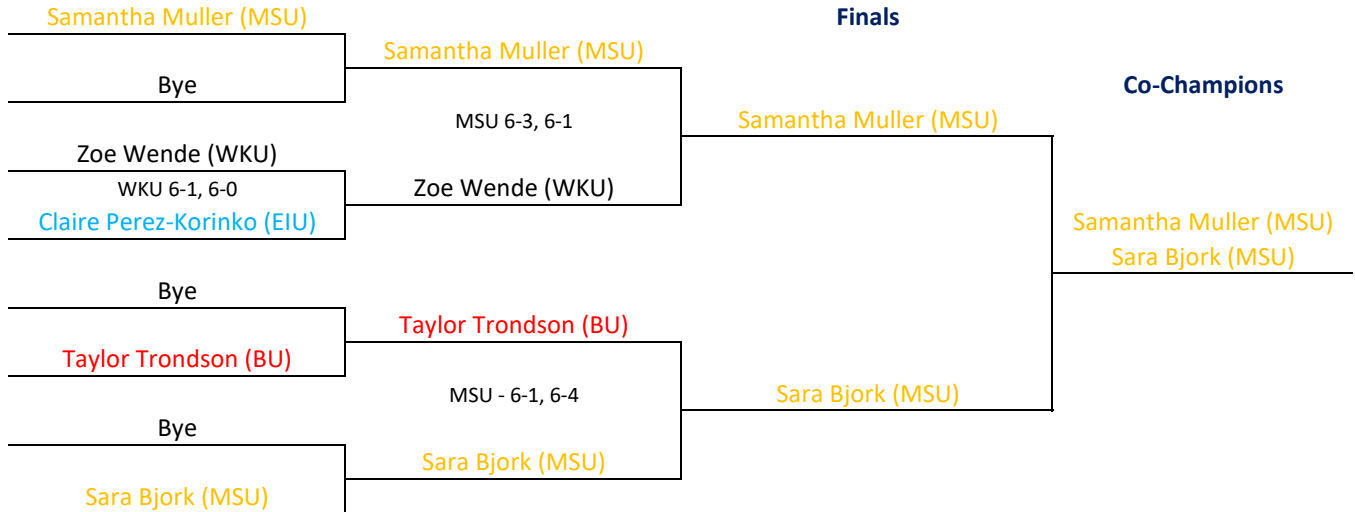 Samantha Muller (MSU)
Finals
Samantha Muller (MSU)
Bye
Co-Champions
MSU 6-3, 6-1
Samantha Muller (MSU)
Zoe Wende (WKU)
WKU 6-1, 6-0
Zoe Wende (WKU)
Claire Perez-Korinko (EIU)
Samantha Muller (MSU)
Sara Bjork (MSU)
Bye
Taylor Trondson (BU)
Taylor Trondson (BU)
MSU - 6-1, 6-4
Sara Bjork (MSU)
Bye
Sara Bjork (MSU)
Sara Bjork (MSU)